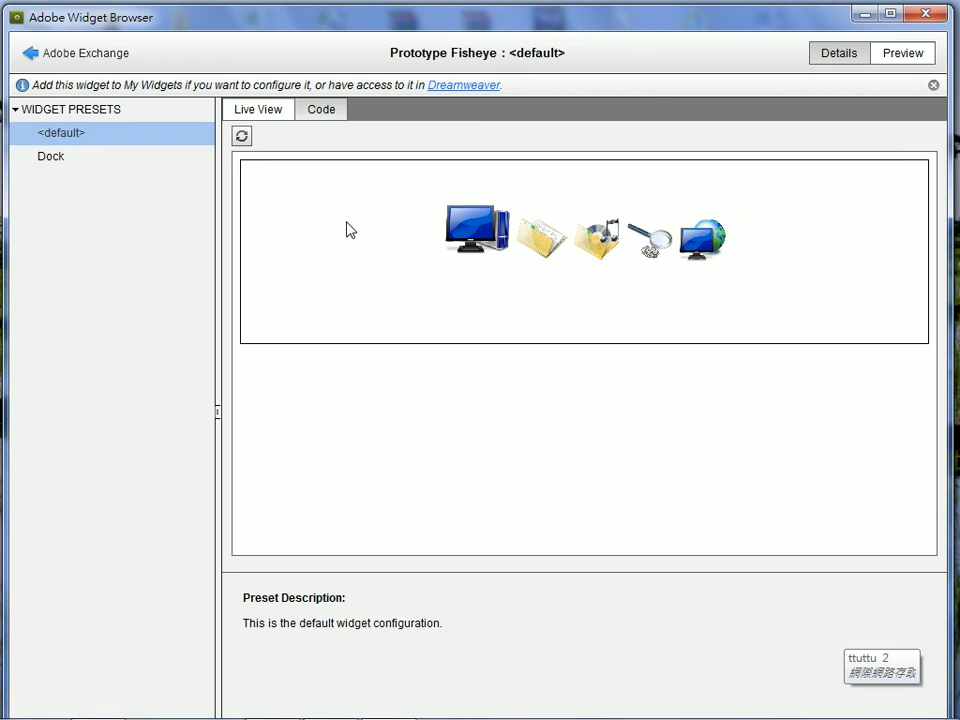 Adobe Widget Browser
Adobe Exchange
Prototype Fisheye : <default>
Details
Preview
Add this widget to My Widgets if you want to configure it, or have access to it in Dreamweaver.
WIDGET PRESETS
<default>
Dock
Live View
Code
Preset Description:
This is the default widget configuration.
ttuttu 2
網際網路存取